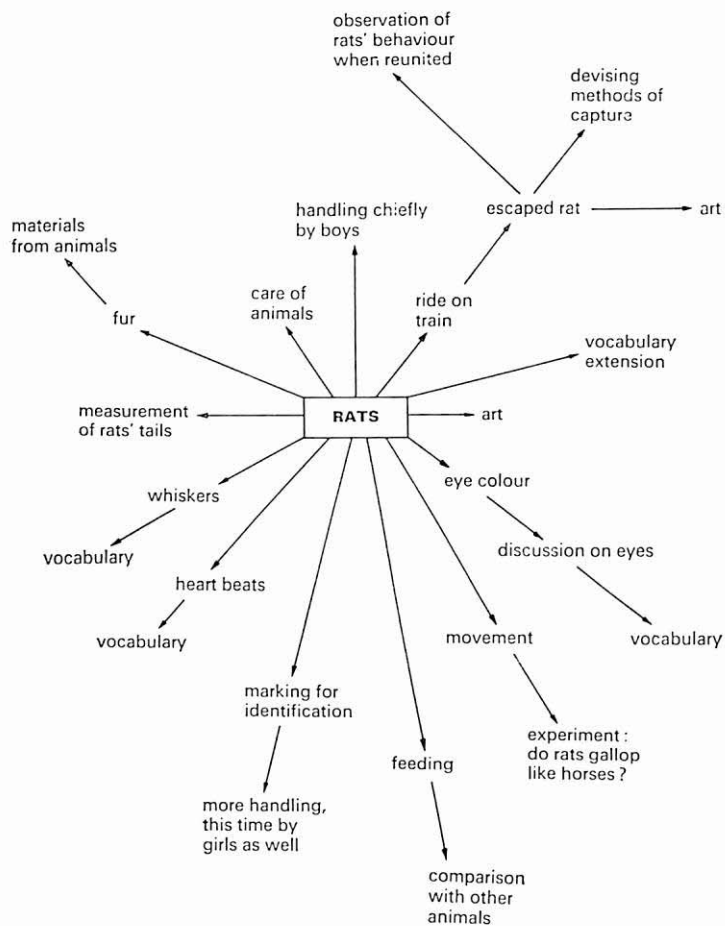 observation of
rats' behaviour
when reunited
devising
methods of
capture
materials
from animals
handling chiefly
by boys
escaped rat
art
care of
animals
ride on
train
fur
vocabulary
extension
measurement
of rats' tails
RATS
art
whiskers
eye colour
vocabulary
heart beats
discussion on eyes
vocabulary
movement
vocabulary
marking for
identification
feeding
experiment :
do rats gallop
like horses ?
more handling,
this time by
girls as well
comparison
with other
animals